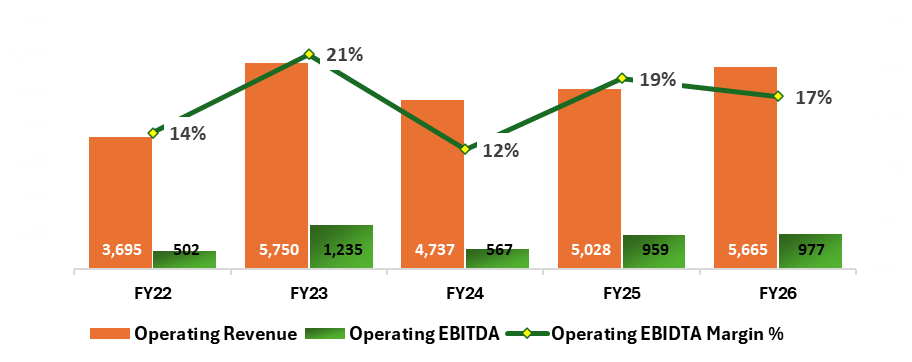 21%
19%
17%
14%
12%
3,695 502 5,750 1,235 4,737 567 5,028 959 5,665 977
FY22 FY23 FY24 FY25 FY26
Operating Revenue Operating EBITDA Operating EBIDTA Margin %